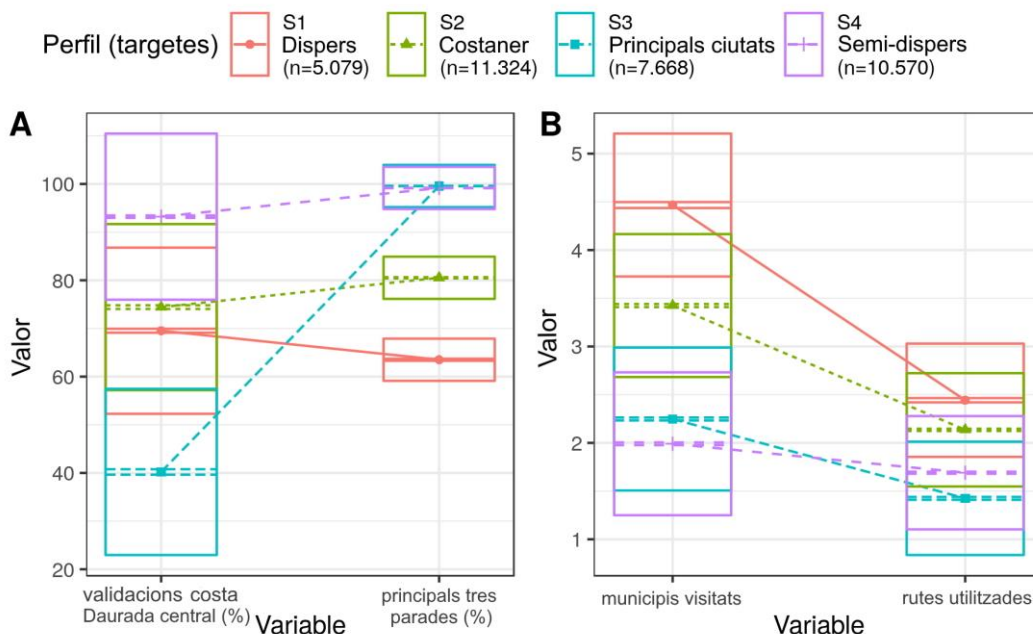 Perfil (targetes)
S1
Dispers
(n=5.079)
S2
Costaner
(n=11.324)
S3
Principals ciutats
(n=7.668)
S4
Semi-dispers
(n=10.570)
A
Valor
100
80
60
40
20
validacions costa
Daurada central (%)
principals tres
parades (%)
Variable
B
Valor
5
4
3
2
1
municipis visitats
rutes utilitzades
Variable